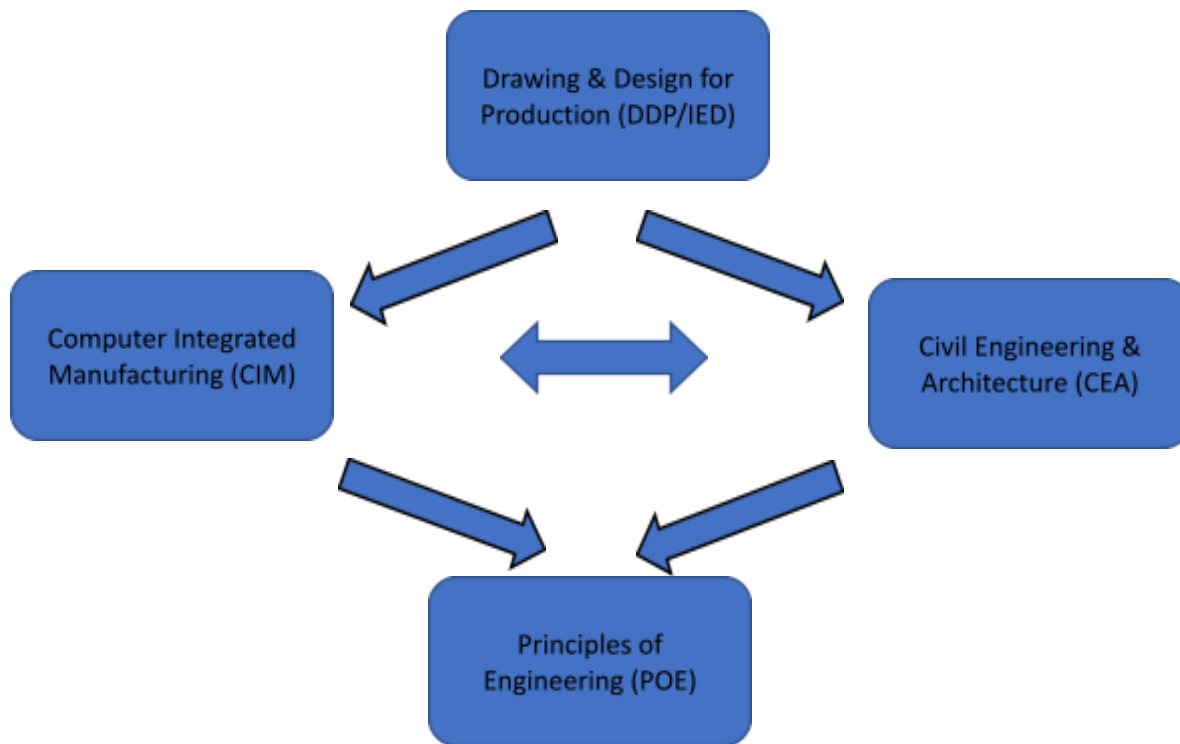 Drawing & Design for
Production (DDP/IED)
Computer Integrated
Manufacturing (CIM)
Civil Engineering &
Architecture (CEA)
Principles of
Engineering (POE)